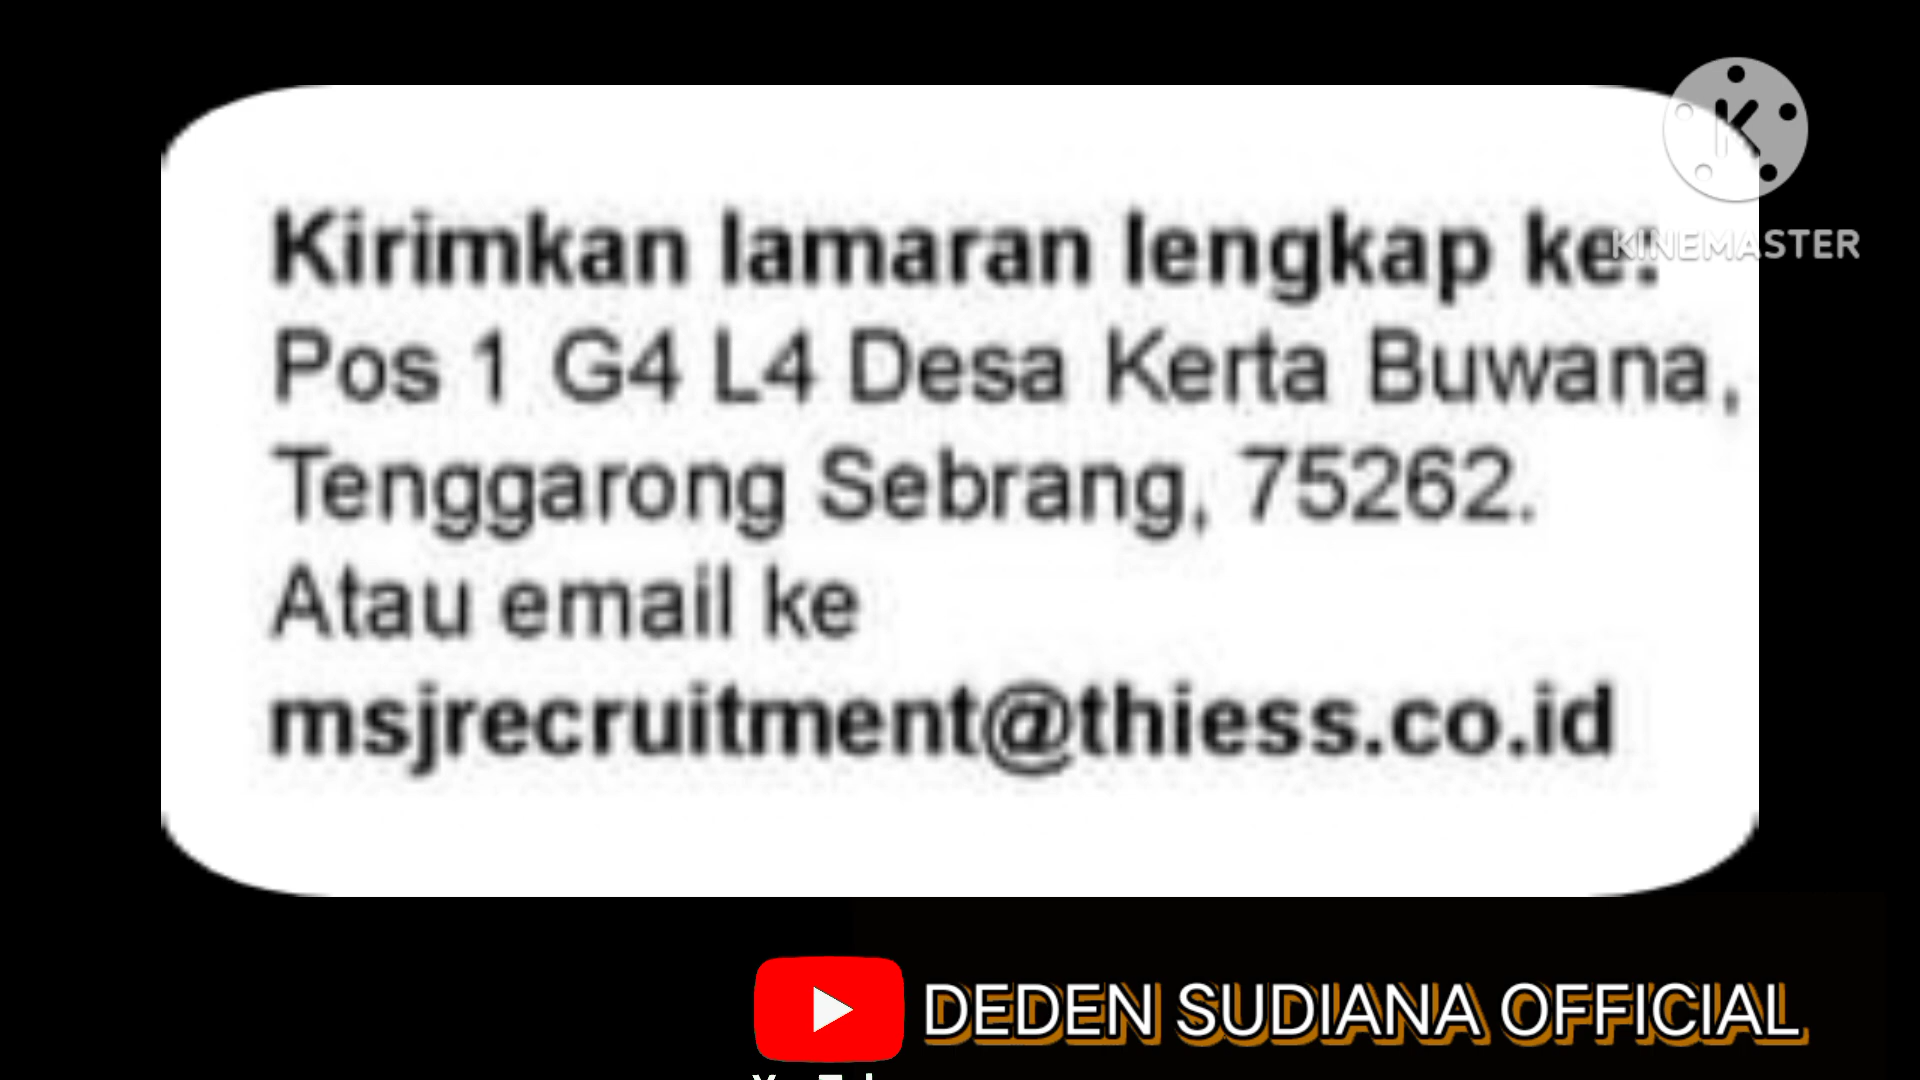 KINEMASTER
Kirimkan lamaran lengkap ke:
Pos 1 G4 L4 Desa Kerta Buwana,
Tenggarong Sebrang, 75262.
Atau email ke
msjrecruitment@thiess.co.id
DEDEN SUDIANA OFFICIAL